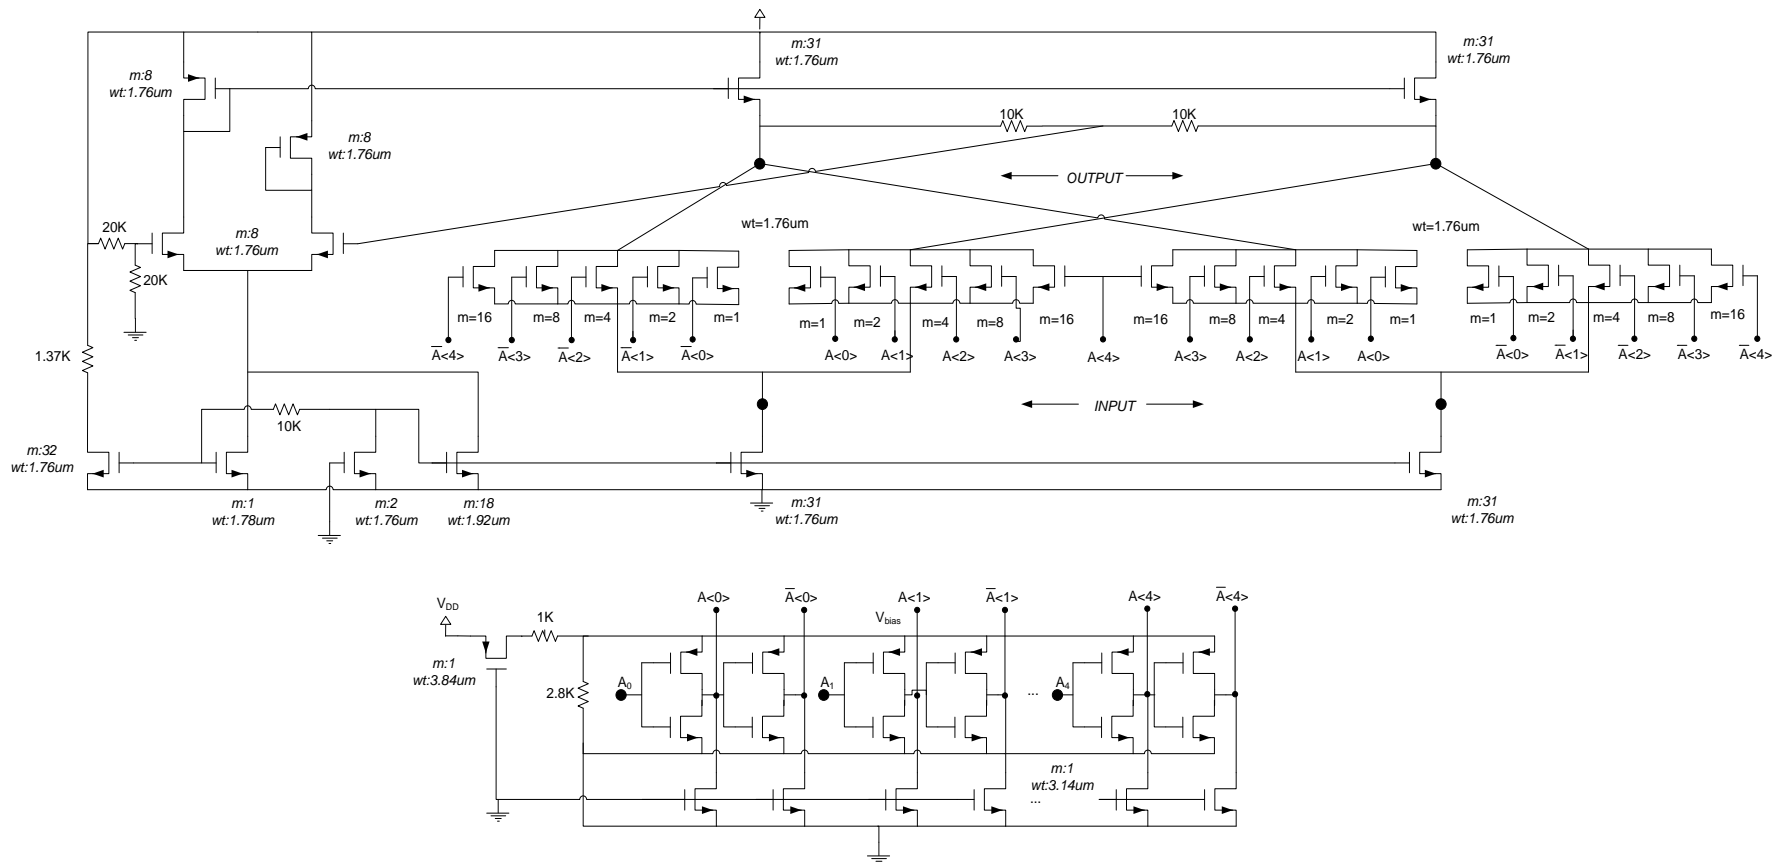 m:31
wt:1.76um
m:31
wt:1.76um
m:8
wt:1.76um
10K
10K
m:8
wt:1.76um
OUTPUT
20K
m:8
wt:1.76um
wt=1.76um
wt=1.76um
20K
m=16
m=8
m=4
m=2
m=1
m=1
m=2
m=4
m=8
m=16
m=16
m=8
m=4
m=2
m=1
m=1
m=2
m=4
m=8
m=16
A̅<4>
A̅<3>
A̅<2>
A̅<1>
A̅<0>
A<0>
A<1>
A<2>
A<3>
A<4>
A<3>
A<2>
A<1>
A<0>
A̅<0>
A̅<1>
A̅<2>
A̅<3>
A̅<4>
1.37K
10K
INPUT
m:32
wt:1.76um
m:1
wt:1.78um
m:2
wt:1.76um
m:18
wt:1.92um
m:31
wt:1.76um
m:31
wt:1.76um
V_DD
1K
A<0>
A̅<0>
A<1>
A̅<1>
A<4>
A̅<4>
V_bias
m:1
wt:3.84um
2.8K
A₀
A₁
...
A₄
m:1
wt:3.14um
...